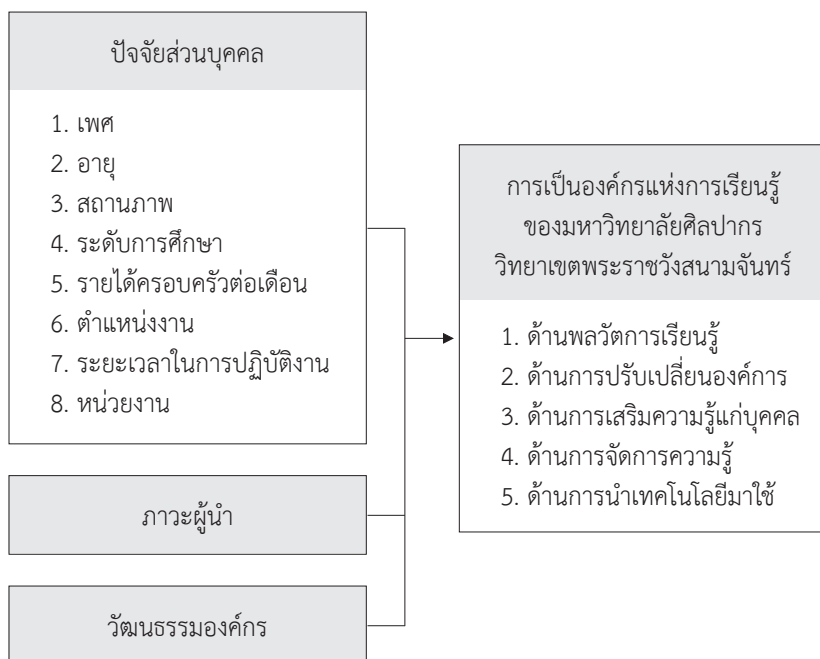 ปัจจัยส่วนบุคคล
1. เพศ
2. อายุ
3. สถานภาพ
4. ระดับการศึกษา
5. รายได้ครอบครัวต่อเดือน
6. ตำแหน่งงาน
7. ระยะเวลาในการปฏิบัติงาน
8. หน่วยงาน
ภาวะผู้นำ
วัฒนธรรมองค์กร
การเป็นองค์กรแห่งการเรียนรู้
ของมหาวิทยาลัยศิลปากร
วิทยาเขตพระราชวังสนามจันทร์
1. ด้านพลวัตการเรียนรู้
2. ด้านการปรับเปลี่ยนองค์การ
3. ด้านการเสริมความรู้แก่บุคคล
4. ด้านการจัดการความรู้
5. ด้านการนำเทคโนโลยีมาใช้